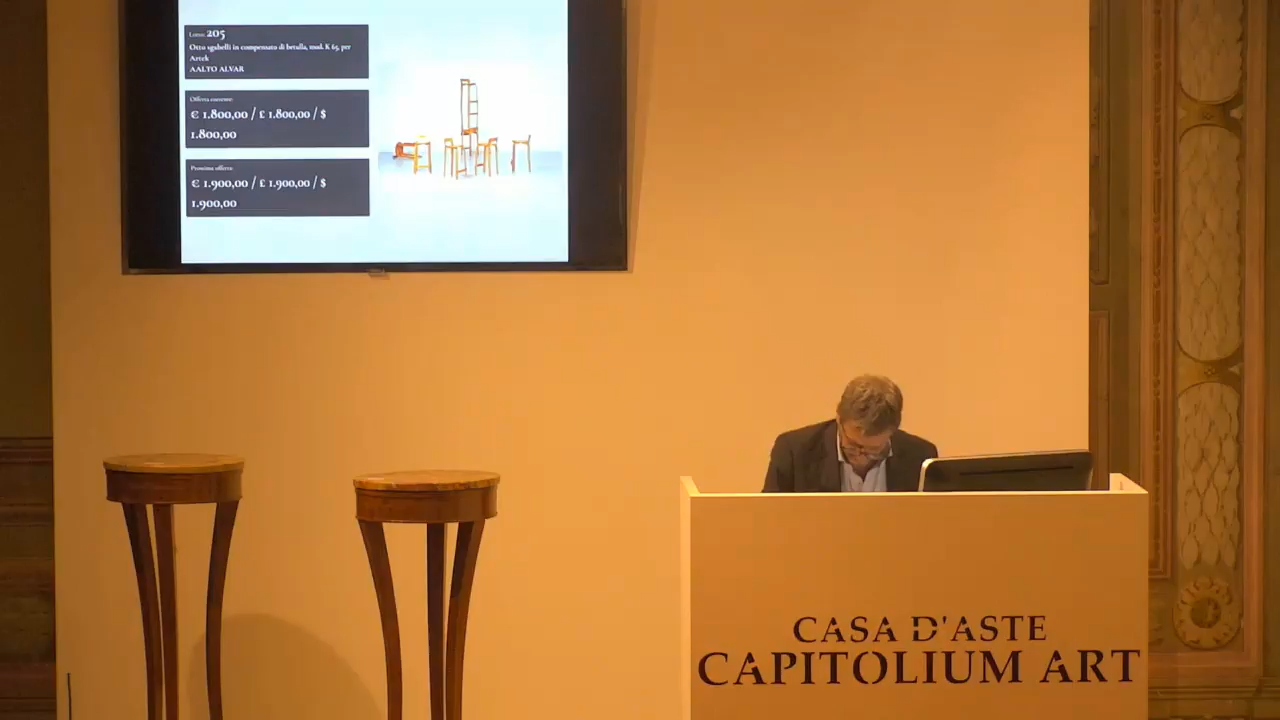 Lotto: 205
Otto sgabelli in compensato di betulla, mod. K 65, per
Artek
AALTO ALVAR
Offerta corrente:
€ 1.800,00 / £ 1.800,00 / $
1.800,00
Prossima offerta:
€ 1.900,00 / £ 1.900,00 / $
1.900,00
CASA D'ASTE
CAPITOLIUM ART